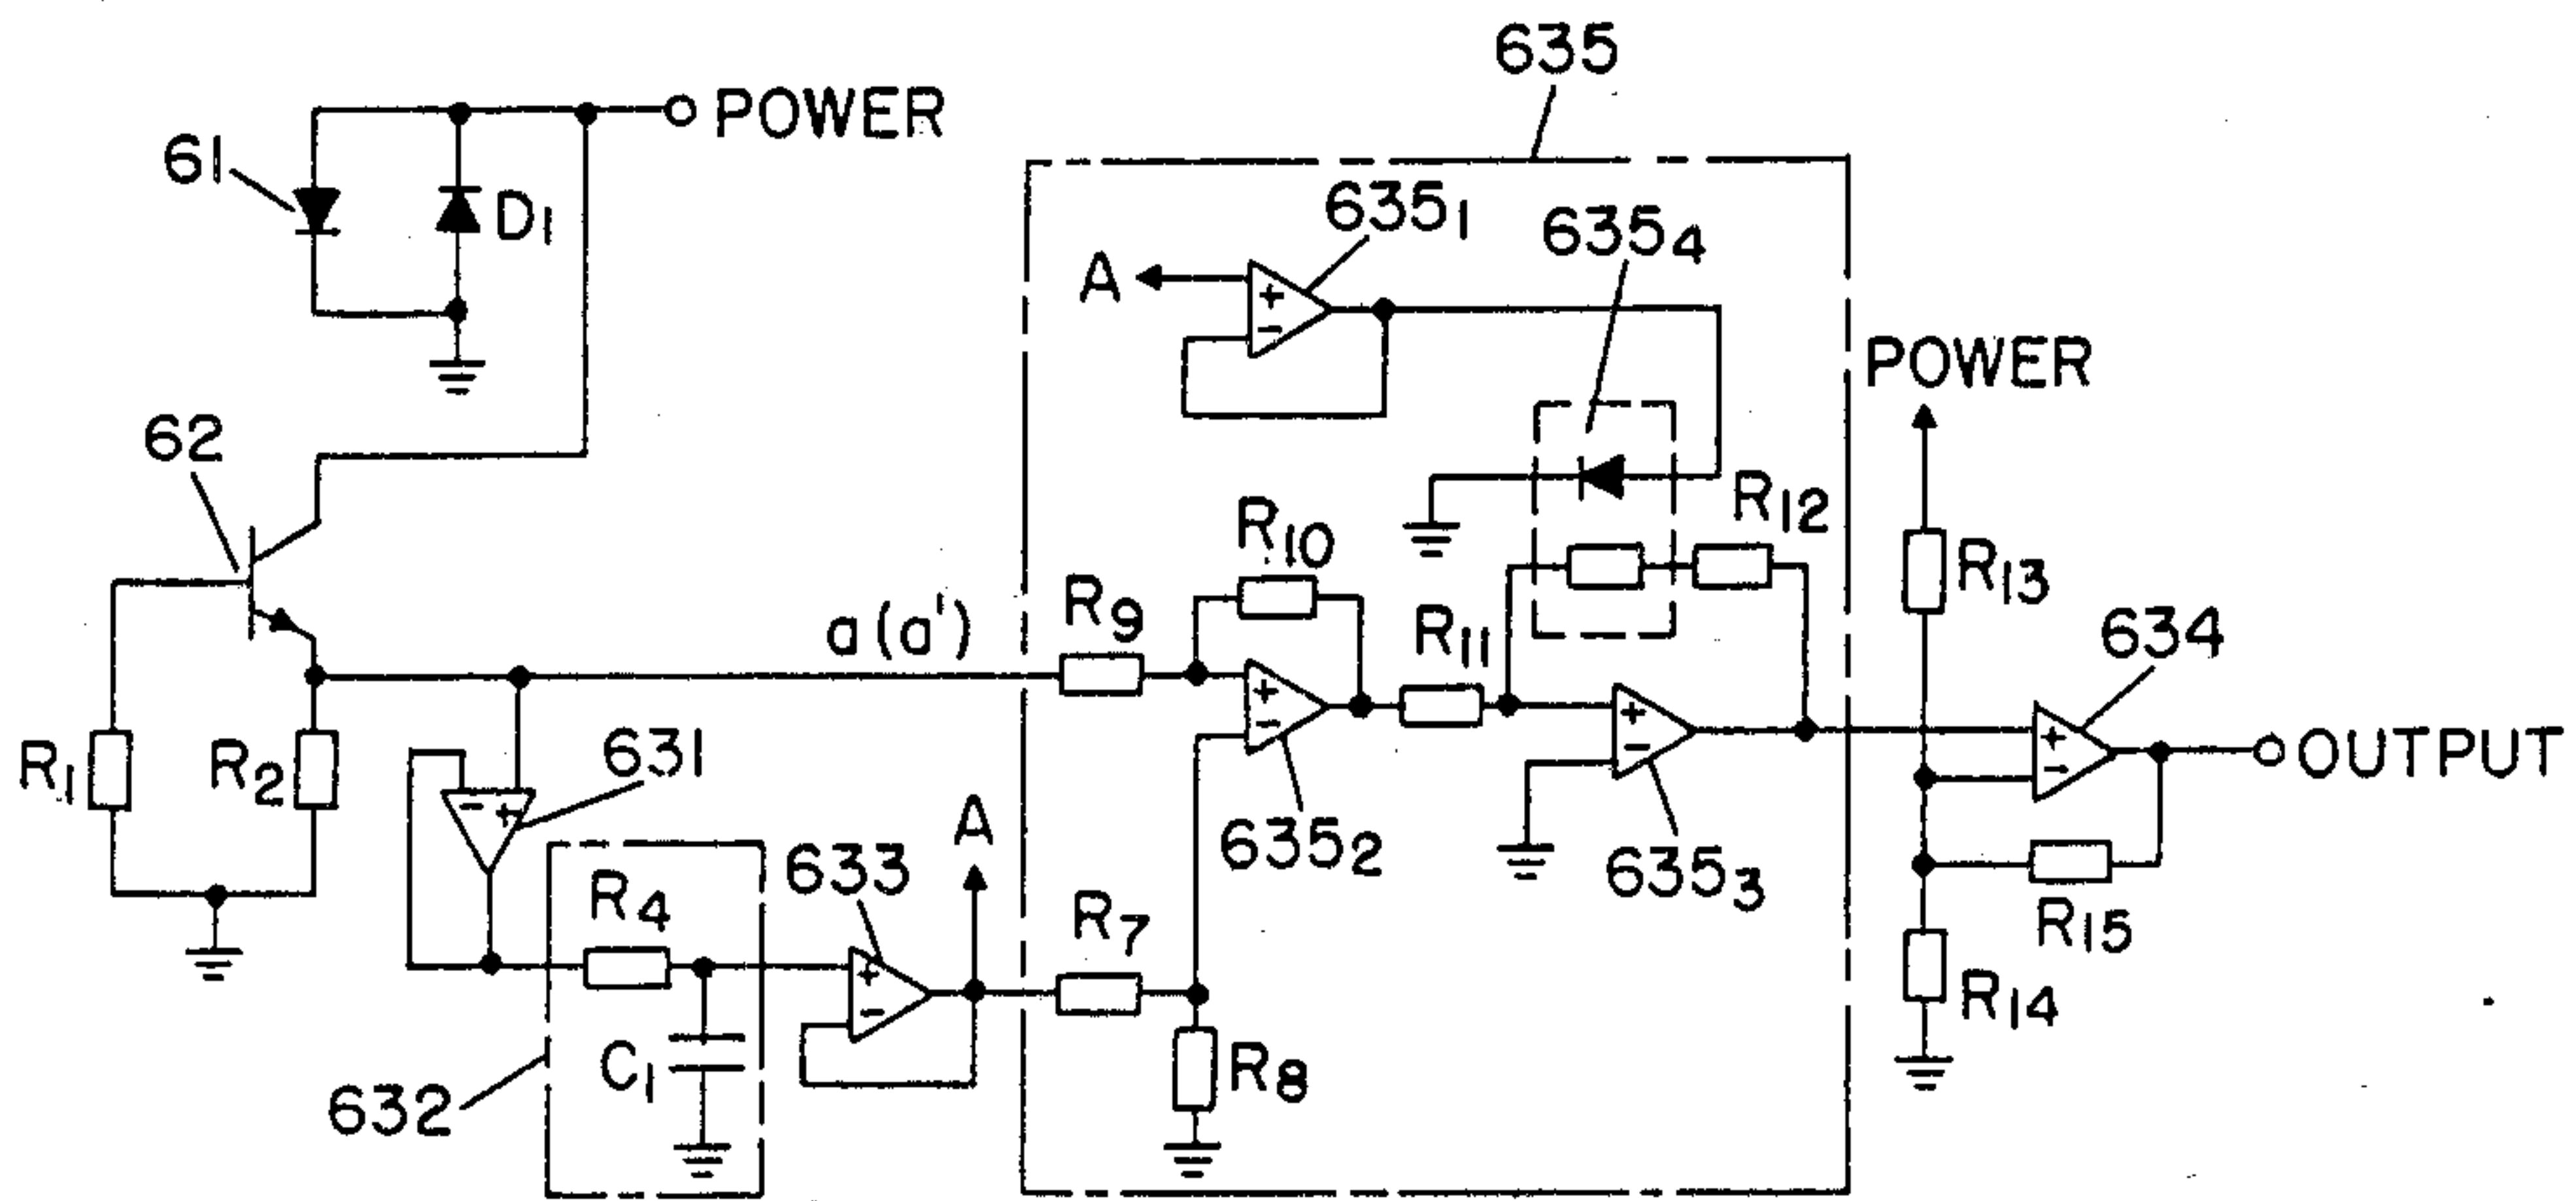 635
61
POWER
D1
6351
6354
A
62
POWER
R12
R10
R13
R9
a(a')
R11
634
R1
R2
631
+
-
OUTPUT
6352
6353
A
633
R4
R7
R15
R14
C1
R8
632